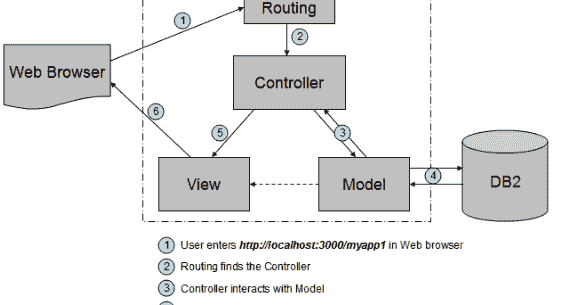 Routing
1
2
Web Browser
Controller
6
5
3
View
Model
4
DB2
1 User enters http://localhost:3000/myapp1 in Web browser
2 Routing finds the Controller
3 Controller interacts with Model